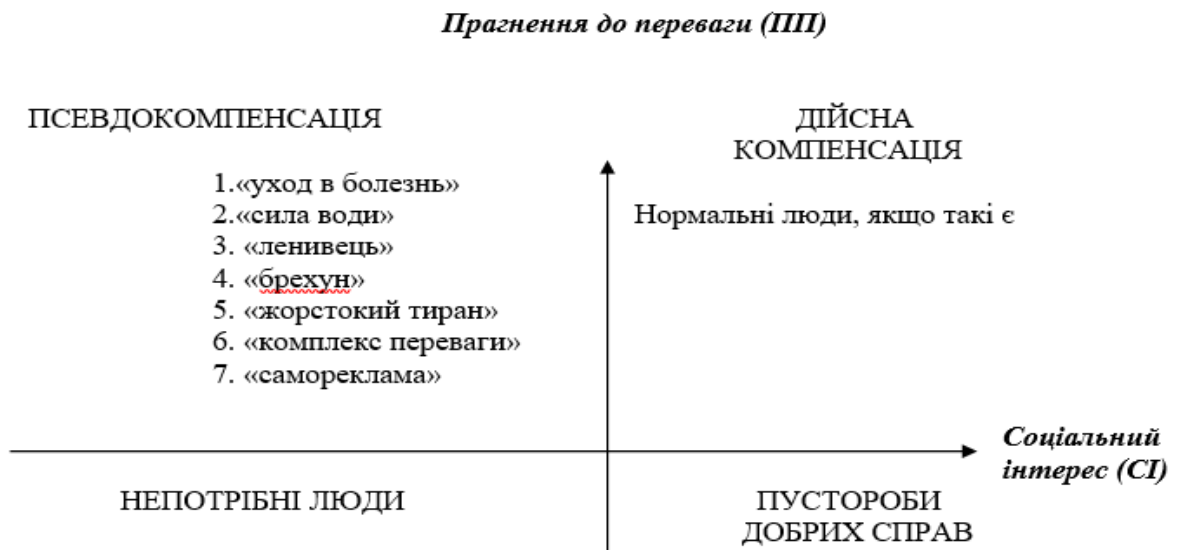 Прагнення до переваги (ПП)
ПСЕВДОКОМПЕНСАЦІЯ
ДІЙСНА
КОМПЕНСАЦІЯ
1.«уход в болезнь»
2.«сила води»
3. «ленивець»
4. «брехун»
5. «жорстокий тиран»
6. «комплекс переваги»
7. «самореклама»
Нормальні люди, якщо такі є
Соціальний
інтерес (СІ)
НЕПОТРІБНІ ЛЮДИ
ПУСТОРОБИ
ДОБРИХ СПРАВ